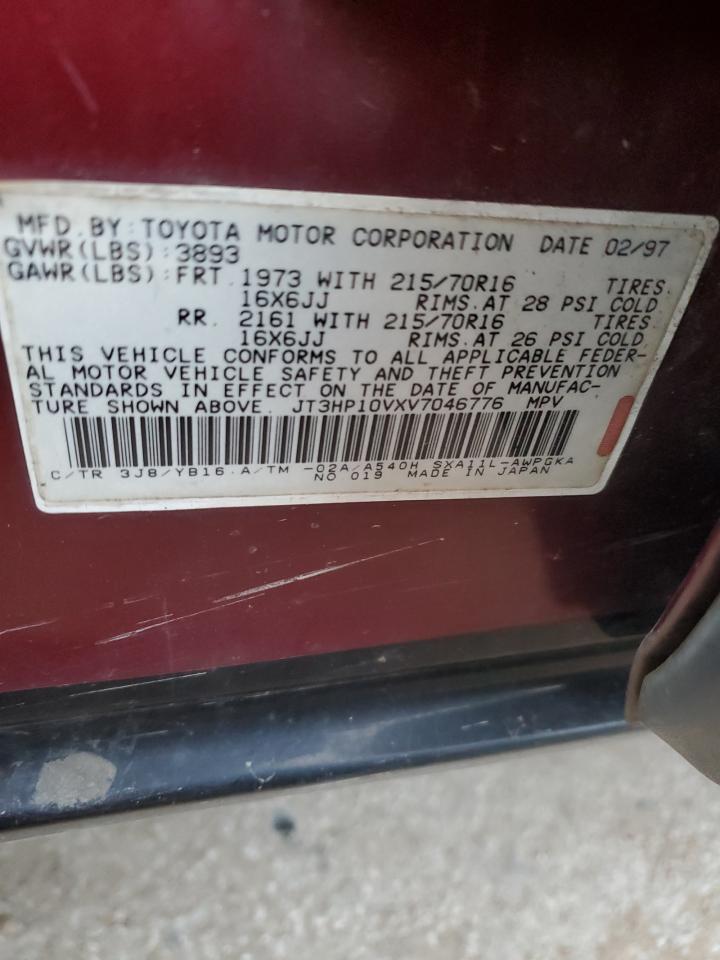 MFD. BY: TOYOTA MOTOR CORPORATION DATE 02/97
GVWR(LBS):3893
GAWR(LBS):FRT. 1973 WITH 215/70R16 TIRES.
16X6JJ RIMS.AT 28 PSI COLD
RR. 2161 WITH 215/70R16 TIRES.
16X6JJ RIMS.AT 26 PSI COLD
THIS VEHICLE CONFORMS TO ALL APPLICABLE FEDER-
AL MOTOR VEHICLE SAFETY AND THEFT PREVENTION
STANDARDS IN EFFECT ON THE DATE OF MANUFAC-
TURE SHOWN ABOVE. JT3HP10VXV7046776 MPV
C/TR 3J8/YB16.A/TM -02A/A540H SXA11L-AWPGKA
NO 019 MADE IN JAPAN